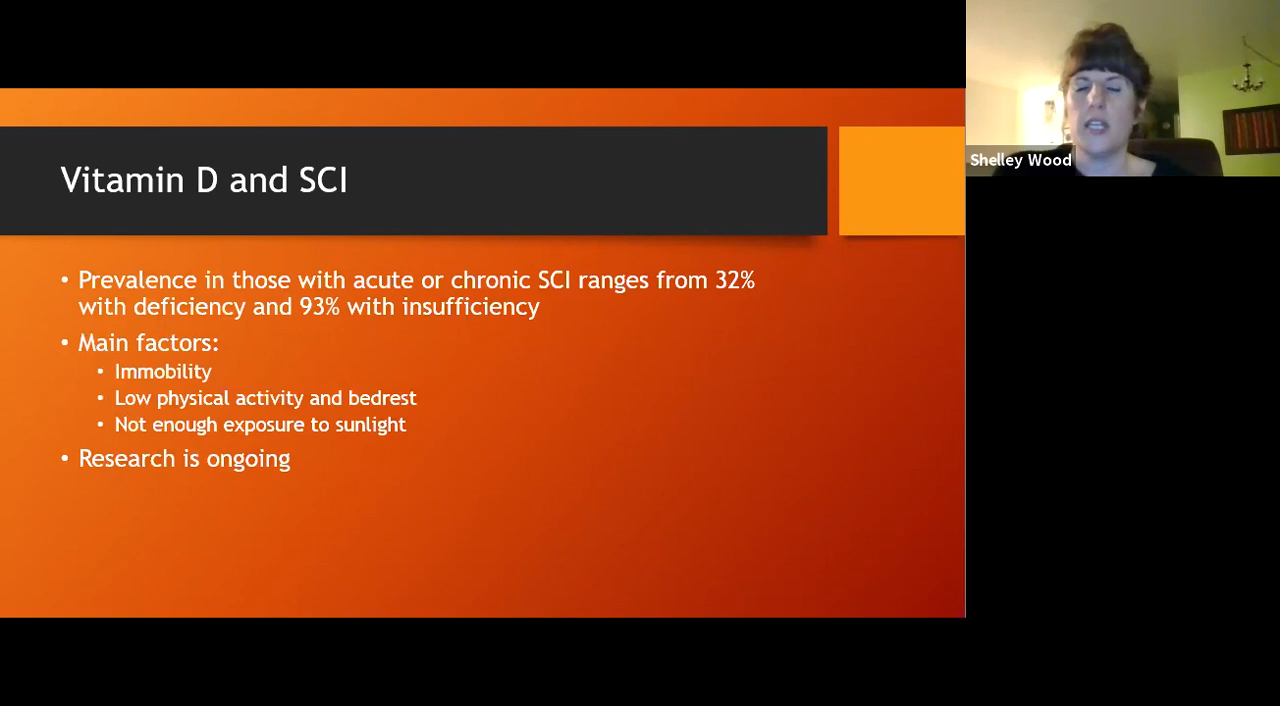 Vitamin D and SCI
• Prevalence in those with acute or chronic SCI ranges from 32%
with deficiency and 93% with insufficiency
• Main factors:
• Immobility
• Low physical activity and bedrest
• Not enough exposure to sunlight
• Research is ongoing
Shelley Wood